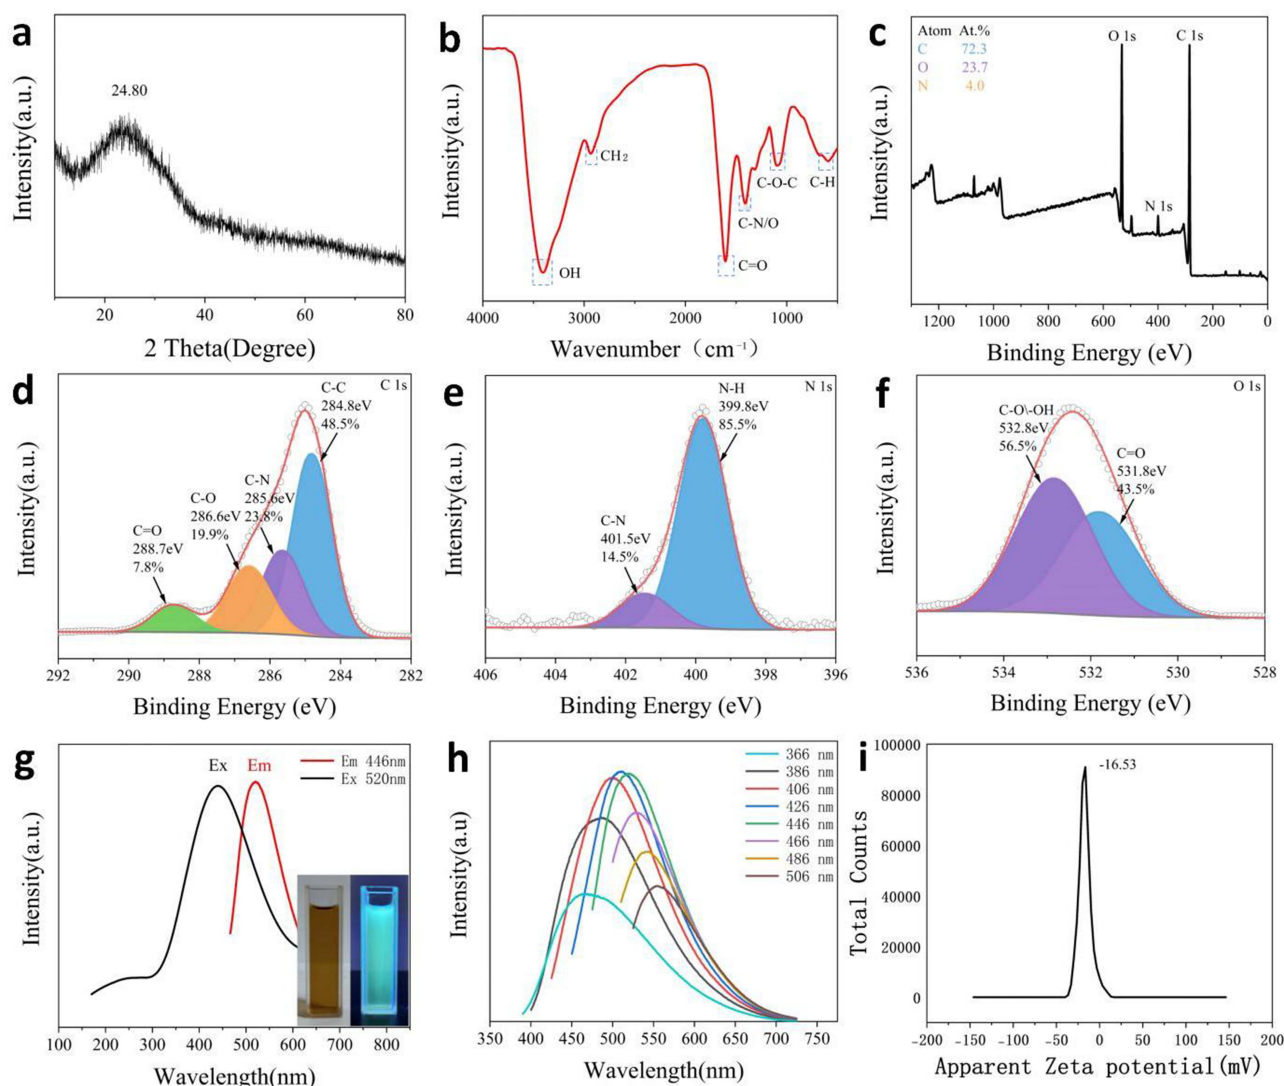 a
Intensity(a.u.)
24.80
20
40
60
80
2 Theta(Degree)
b
Intensity(a.u.)
CH2
OH
C-O-C
C-H
C-N/O
C=O
4000
3000
2000
1000
Wavenumber（cm-1）
c
Intensity(a.u.)
Atom At.%
C 72.3
O 23.7
N 4.0
O 1s
C 1s
N 1s
1200
1000
800
600
400
200
0
Binding Energy (eV)
d
Intensity(a.u.)
C 1s
C-C
284.8eV
48.5%
C-N
285.6eV
23.8%
C-O
286.6eV
19.9%
C=O
288.7eV
7.8%
292
290
288
286
284
282
Binding Energy (eV)
e
Intensity(a.u.)
N 1s
N-H
399.8eV
85.5%
C-N
401.5eV
14.5%
406
404
402
400
398
396
Binding Energy (eV)
f
Intensity(a.u.)
O 1s
C-O\-OH
532.8eV
56.5%
C=O
531.8eV
43.5%
536
534
532
530
528
Binding Energy (eV)
g
Intensity(a.u.)
Ex
Em
Em 446nm
Ex 520nm
100
200
300
400
500
600
700
800
Wavelength(nm)
h
Intensity(a.u)
366 nm
386 nm
406 nm
426 nm
446 nm
466 nm
486 nm
506 nm
350
400
450
500
550
600
650
700
750
Wavelength(nm)
i
Total Counts
100000
80000
60000
40000
20000
0
-16.53
-200
-150
-100
-50
0
50
100
150
200
Apparent Zeta potential(mV)